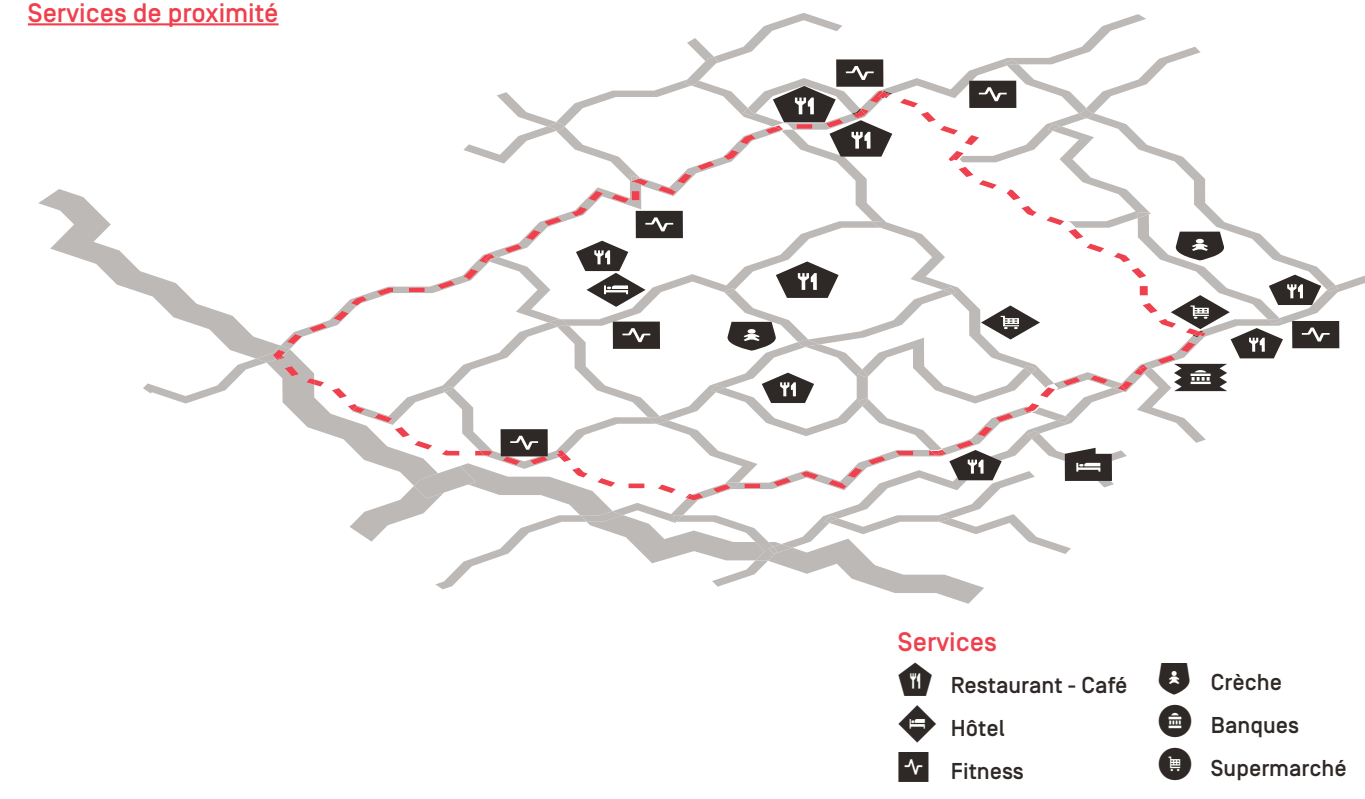 Services de proximité
Services
Restaurant - Café
Hôtel
Fitness
Crèche
Banques
Supermarché